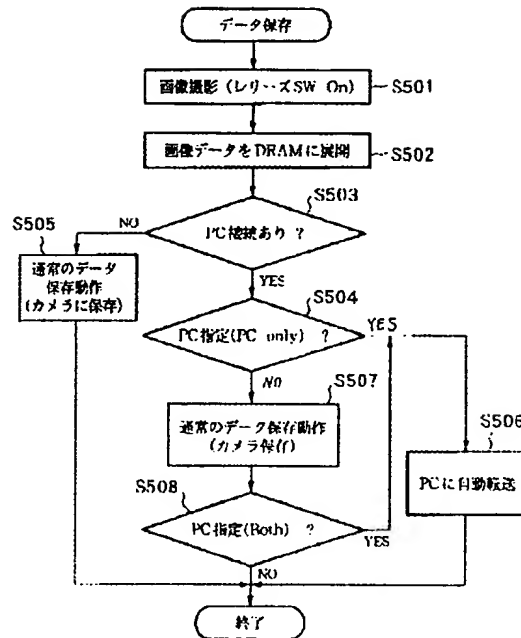 データ保存
画像撮影 (レリーズSW On)
S501
画像データをDRAMに展開
S502
S503
PC接続あり ?
NO
YES
S505
通常のデータ
保存動作
(カメラに保存)
S504
PC指定(PC only) ?
YES
NO
S507
通常のデータ保存動作
(カメラ保存)
S506
PCに自動転送
S508
PC指定(Both) ?
YES
NO
終了